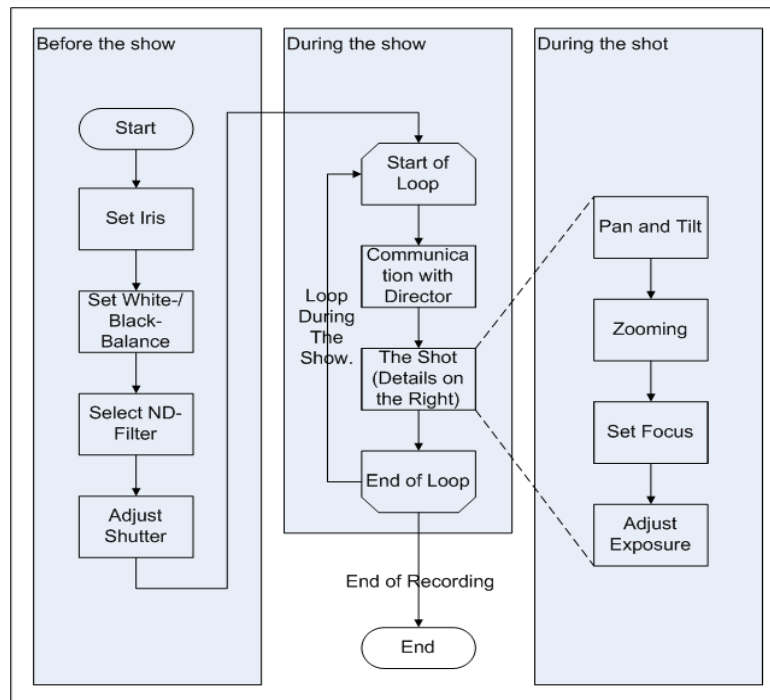 Before the show
Start
Set Iris
Set White-/
Black-
Balance
Select ND-
Filter
Adjust
Shutter
During the show
Start of
Loop
Communica
tion with
Director
Loop
During
The
Show.
The Shot
(Details on
the Right)
End of Loop
End of Recording
End
During the shot
Pan and Tilt
Zooming
Set Focus
Adjust
Exposure